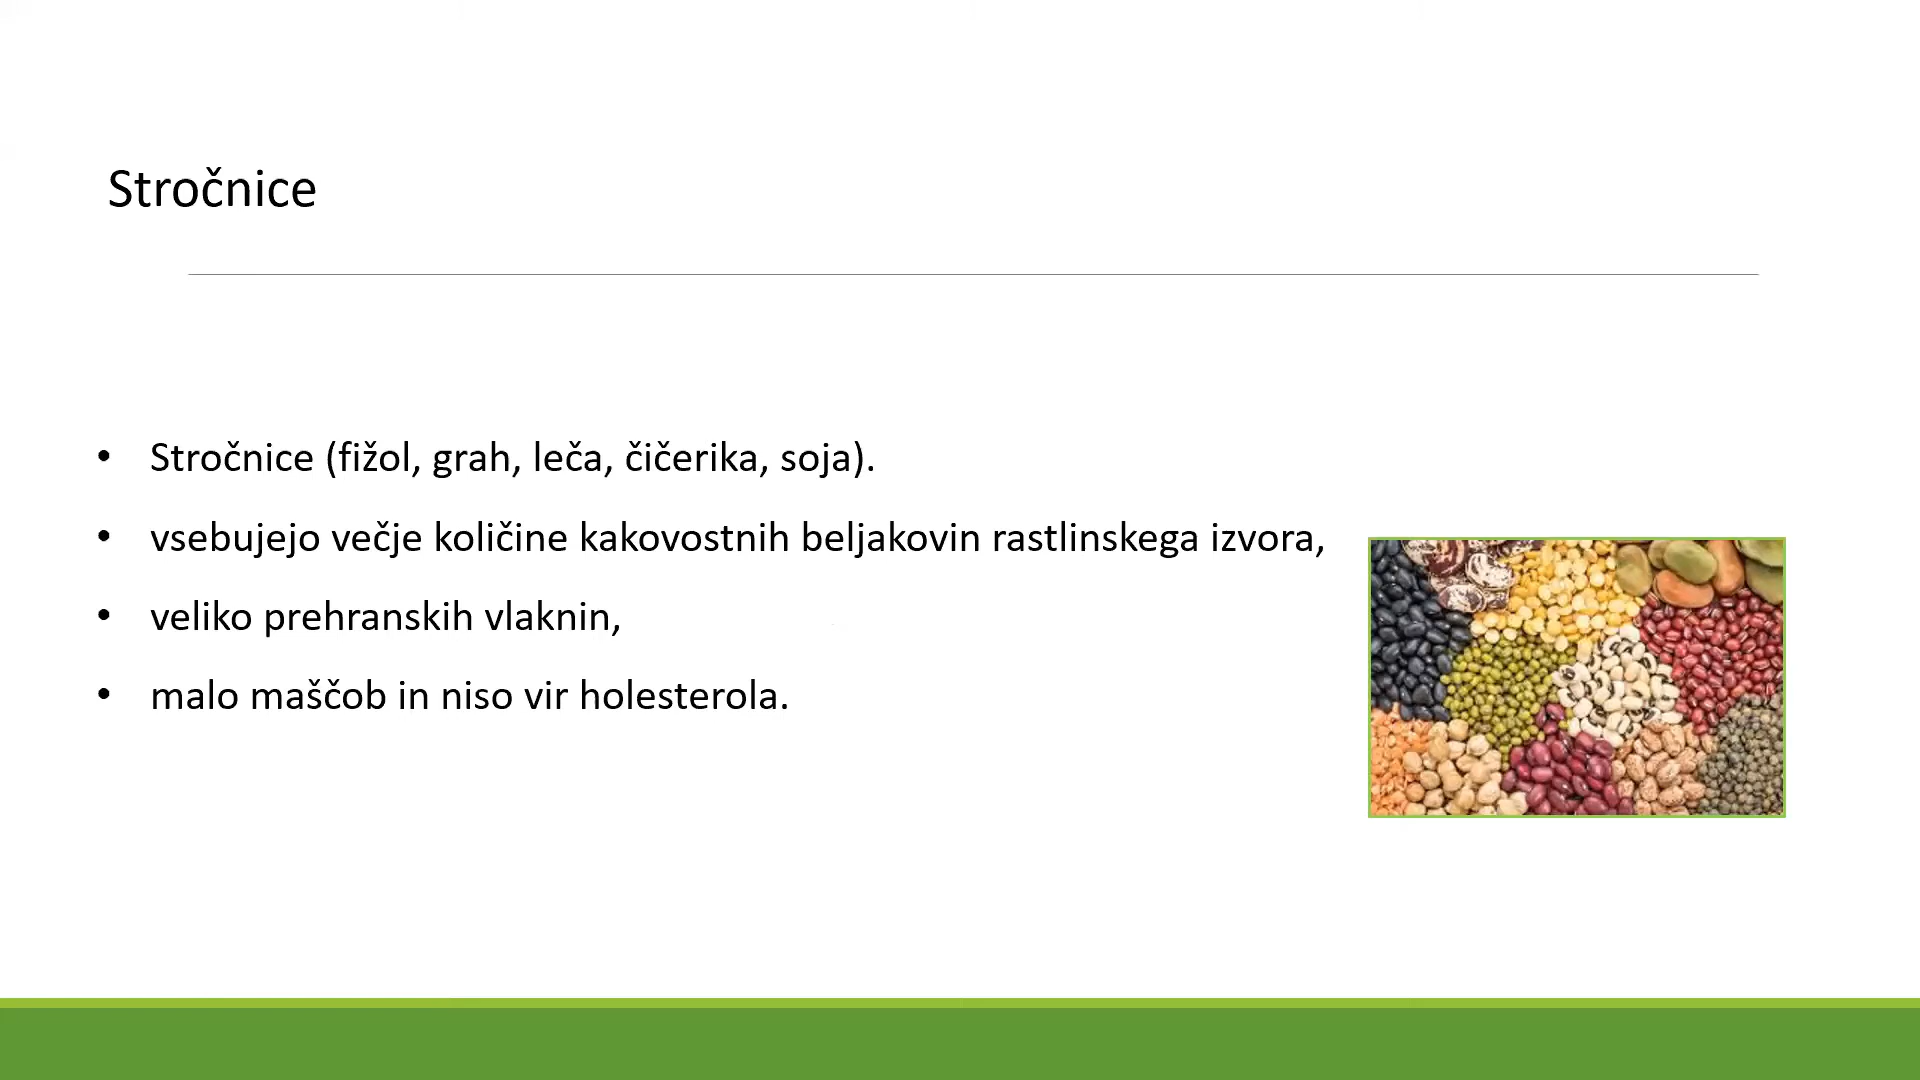 Stročnice
• Stročnice (fižol, grah, leča, čičerika, soja).
• vsebujejo večje količine kakovostnih beljakovin rastlinskega izvora,
• veliko prehranskih vlaknin,
• malo maščob in niso vir holesterola.